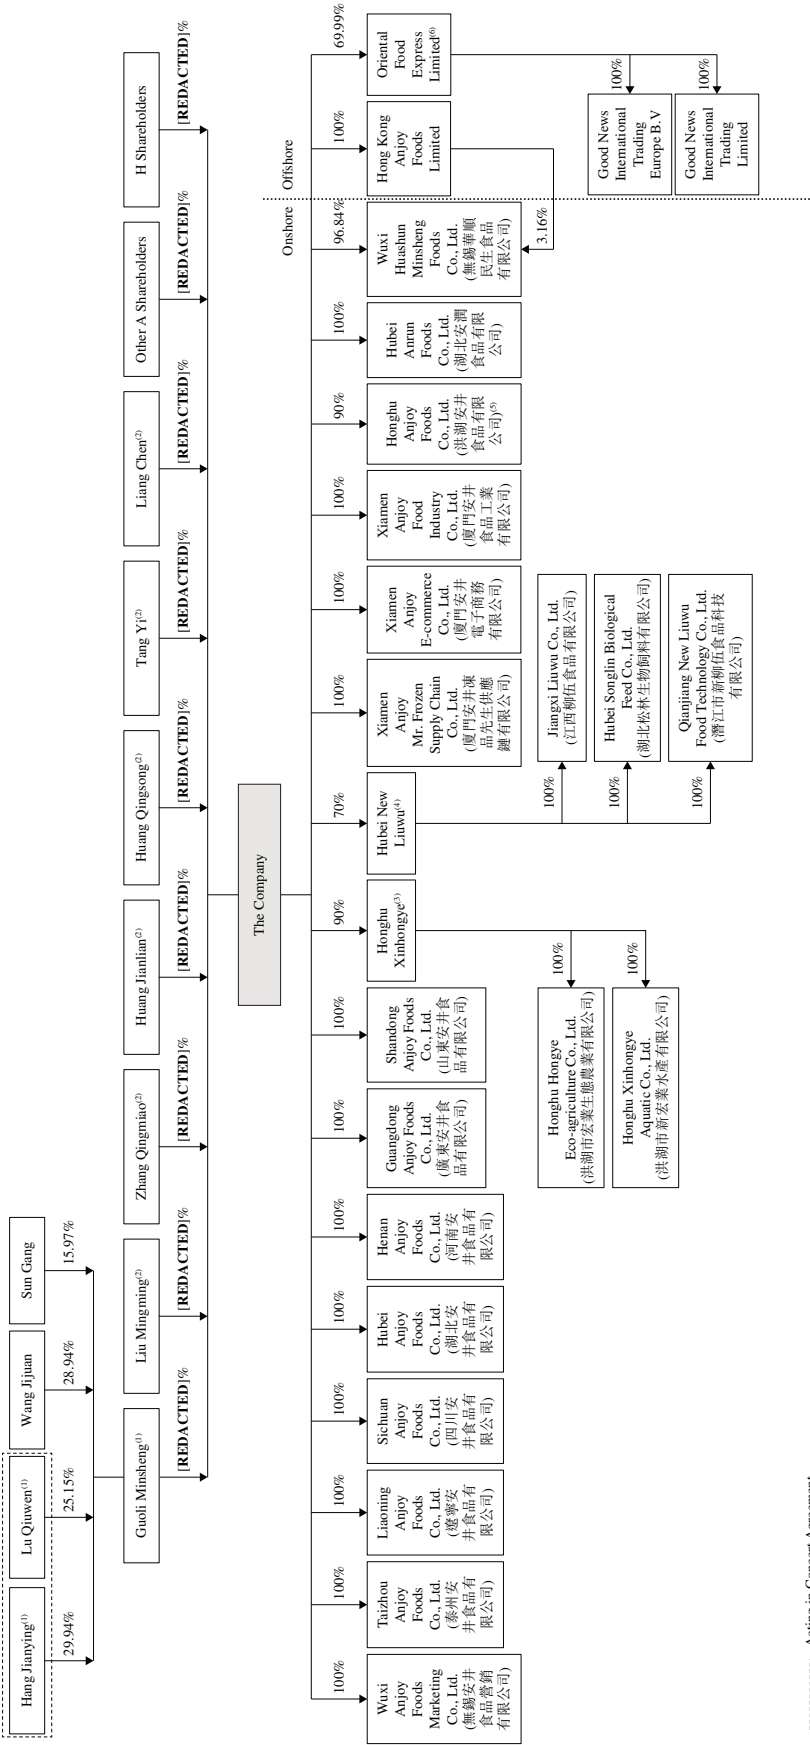 Hang Jianying(1)
Lu Qiuwen(1)
Wang Jijuan
Sun Gang
29.94%
25.15%
28.94%
15.97%
Guoli Minsheng(1)
Liu Mingming(2)
Zhang Qingmiao(2)
Huang Jianlian(2)
Huang Qingsong(2)
Tang Yi(2)
Liang Chen(2)
Other A Shareholders
H Shareholders
[REDACTED]%
[REDACTED]%
[REDACTED]%
[REDACTED]%
[REDACTED]%
[REDACTED]%
[REDACTED]%
[REDACTED]%
[REDACTED]%
The Company
Onshore
Offshore
100%
100%
100%
100%
100%
100%
100%
100%
90%
70%
100%
100%
100%
90%
100%
96.84%
100%
69.99%
Wuxi
Anjoy
Foods
Marketing
Co., Ltd.
(無錫安井
食品營銷
有限公司)
Taizhou
Anjoy
Foods
Co., Ltd.
(泰州安
井食品有
限公司)
Liaoning
Anjoy
Foods
Co., Ltd.
(遼寧安
井食品有
限公司)
Sichuan
Anjoy
Foods
Co., Ltd.
(四川安
井食品有
限公司)
Hubei
Anjoy
Foods
Co., Ltd.
(湖北安
井食品有
限公司)
Henan
Anjoy
Foods
Co., Ltd.
(河南安
井食品有
限公司)
Guangdong
Anjoy Foods
Co., Ltd.
(廣東安井食
品有限公司)
Shandong
Anjoy Foods
Co., Ltd.
(山東安井食
品有限公司)
Honghu
Xinhongye(3)
Hubei New
Liuwu(4)
Xiamen
Anjoy
Mr. Frozen
Supply Chain
Co., Ltd.
(廈門安井凍
品先生供應
鏈有限公司)
Xiamen
Anjoy
E-commerce
Co., Ltd.
(廈門安井
電子商務
有限公司)
Xiamen
Anjoy
Food
Industry
Co., Ltd.
(廈門安井
食品工業
有限公司)
Honghu
Anjoy
Foods
Co., Ltd.
(洪湖安井
食品有限
公司)(5)
Hubei
Anrun
Foods
Co., Ltd.
(湖北安潤
食品有限
公司)
Wuxi
Huashun
Minsheng
Foods
Co., Ltd.
(無錫華順
民生食品
有限公司)
Hong Kong
Anjoy
Foods
Limited
Oriental
Food
Express
Limited(6)
3.16%
100%
Honghu Hongye
Eco-agriculture Co., Ltd.
(洪湖市宏業生態農業有限公司)
100%
Honghu Xinhongye
Aquatic Co., Ltd.
(洪湖市新宏業水產有限公司)
100%
Jiangxi Liuwu Co., Ltd.
(江西柳伍食品有限公司)
100%
Hubei Songlin Biological
Feed Co., Ltd.
(湖北松林生物飼料有限公司)
100%
Qianjiang New Liuwu
Food Technology Co., Ltd.
(潛江市新柳伍食品科技
有限公司)
100%
Good News
International
Trading
Europe B.V
100%
Good News
International
Trading
Limited
Acting in Concert Agreement